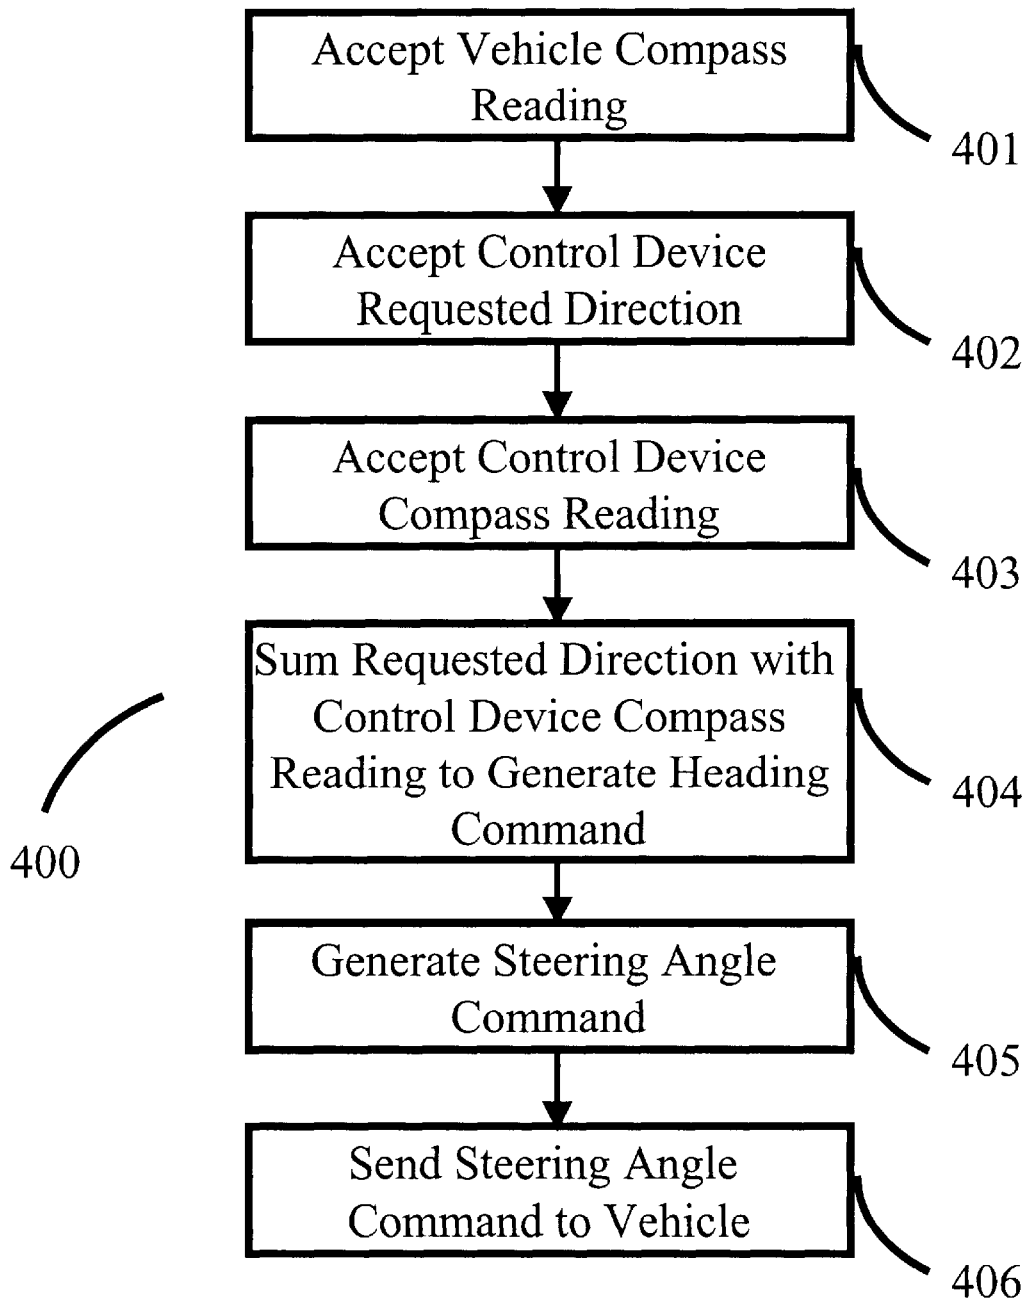 Accept Vehicle Compass
Reading
401
Accept Control Device
Requested Direction
402
Accept Control Device
Compass Reading
403
Sum Requested Direction with
Control Device Compass
Reading to Generate Heading
Command
404
400
Generate Steering Angle
Command
405
Send Steering Angle
Command to Vehicle
406